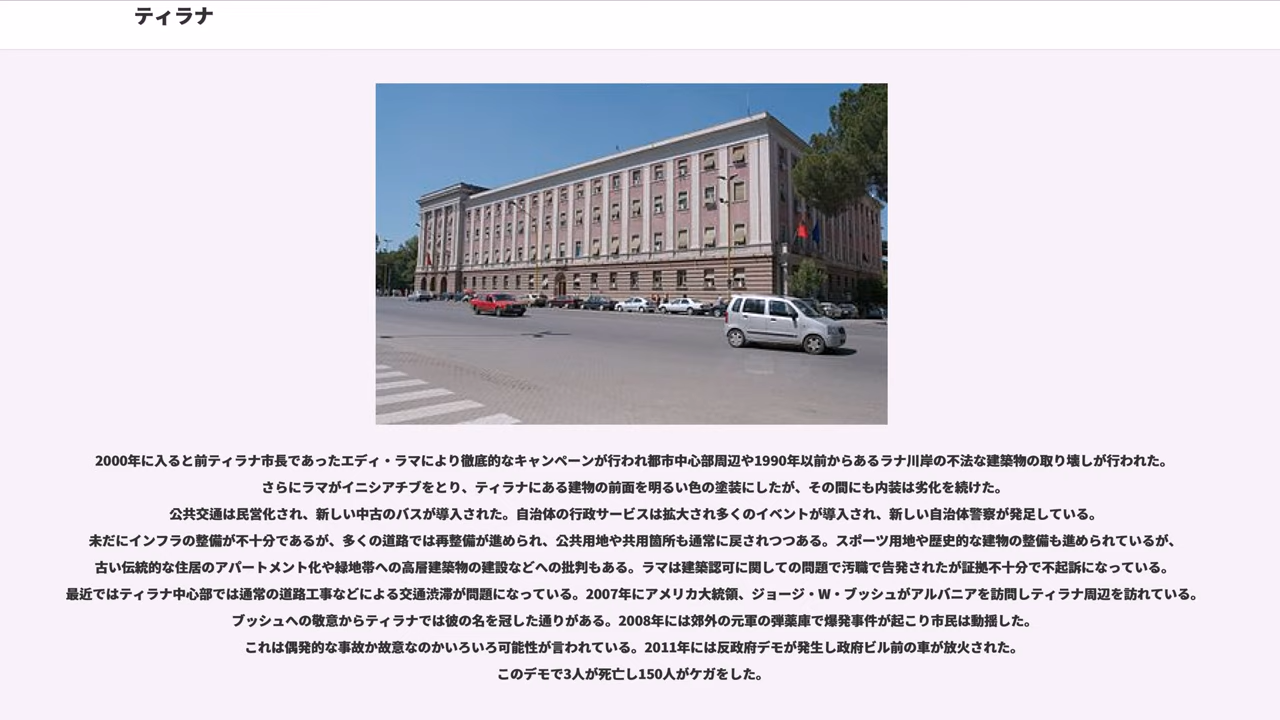 ティラナ
2000年に入ると前ティラナ市長であったエディ・ラマにより徹底的なキャンペーンが行われ都市中心部周辺や1990年以前からあるラナ川岸の不法な建築物の取り壊しが行われた。
さらにラマがイニシアチブをとり、ティラナにある建物の前面を明るい色の塗装にしたが、その間にも内装は劣化を続けた。
公共交通は民営化され、新しい中古のバスが導入された。自治体の行政サービスは拡大され多くのイベントが導入され、新しい自治体警察が発足している。
未だにインフラの整備が不十分であるが、多くの道路では再整備が進められ、公共用地や共用箇所も通常に戻されつつある。スポーツ用地や歴史的な建物の整備も進められているが、
古い伝統的な住居のアパートメント化や緑地帯への高層建築物の建設などへの批判もある。ラマは建築認可に関しての問題で汚職で告発されたが証拠不十分で不起訴になっている。
最近ではティラナ中心部では通常の道路工事などによる交通渋滞が問題になっている。2007年にアメリカ大統領、ジョージ・W・ブッシュがアルバニアを訪問しティラナ周辺を訪れている。
ブッシュへの敬意からティラナでは彼の名を冠した通りがある。2008年には郊外の元軍の弾薬庫で爆発事件が起こり市民は動揺した。
これは偶発的な事故か故意なのかいろいろ可能性が言われている。2011年には反政府デモが発生し政府ビル前の車が放火された。
このデモで3人が死亡し150人がケガをした。